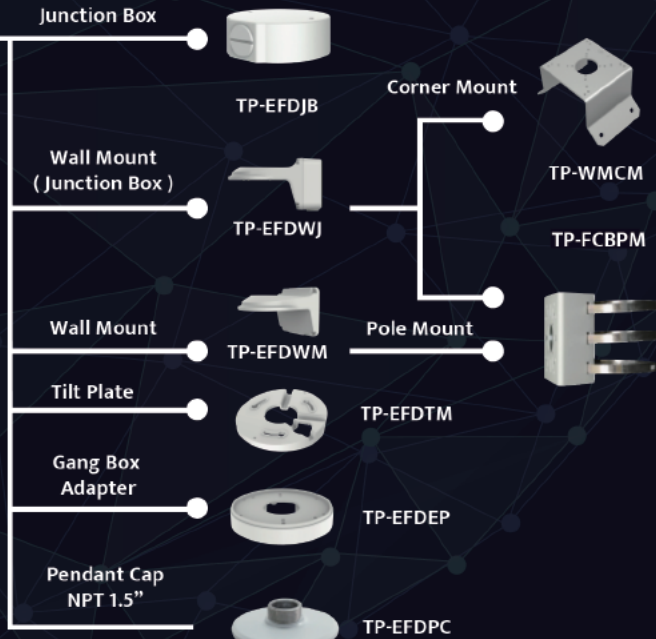 Junction Box
TP-EFDJB
Corner Mount
TP-WMCM
Wall Mount
( Junction Box )
TP-EFDWJ
TP-FCBPM
Wall Mount
TP-EFDWM
Pole Mount
Tilt Plate
TP-EFDTM
Gang Box
Adapter
TP-EFDEP
Pendant Cap
NPT 1.5”
TP-EFDPC